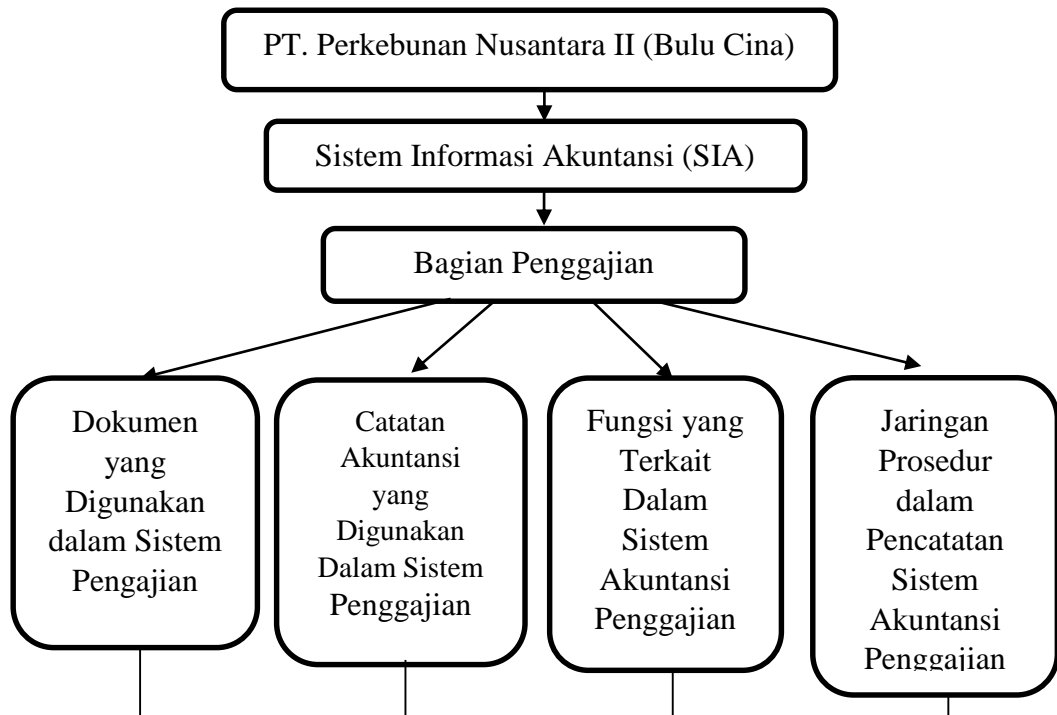 PT. Perkebunan Nusantara II (Bulu Cina)
Sistem Informasi Akuntansi (SIA)
Bagian Penggajian
Dokumen
yang
Digunakan
dalam Sistem
Pengajian
Catatan
Akuntansi
yang
Digunakan
Dalam Sistem
Penggajian
Fungsi yang
Terkait
Dalam
Sistem
Akuntansi
Penggajian
Jaringan
Prosedur
dalam
Pencatatan
Sistem
Akuntansi
Penggajian